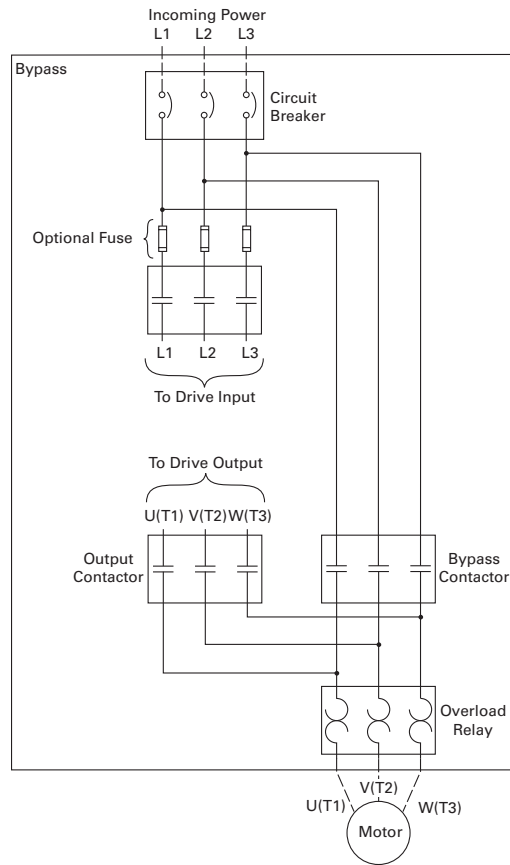 Incoming Power
L1 L2 L3
Bypass
Circuit
Breaker
Optional Fuse
L1 L2 L3
To Drive Input
To Drive Output
U(T1) V(T2) W(T3)
Output
Contactor
Bypass
Contactor
Overload
Relay
V(T2)
U(T1) W(T3)
Motor